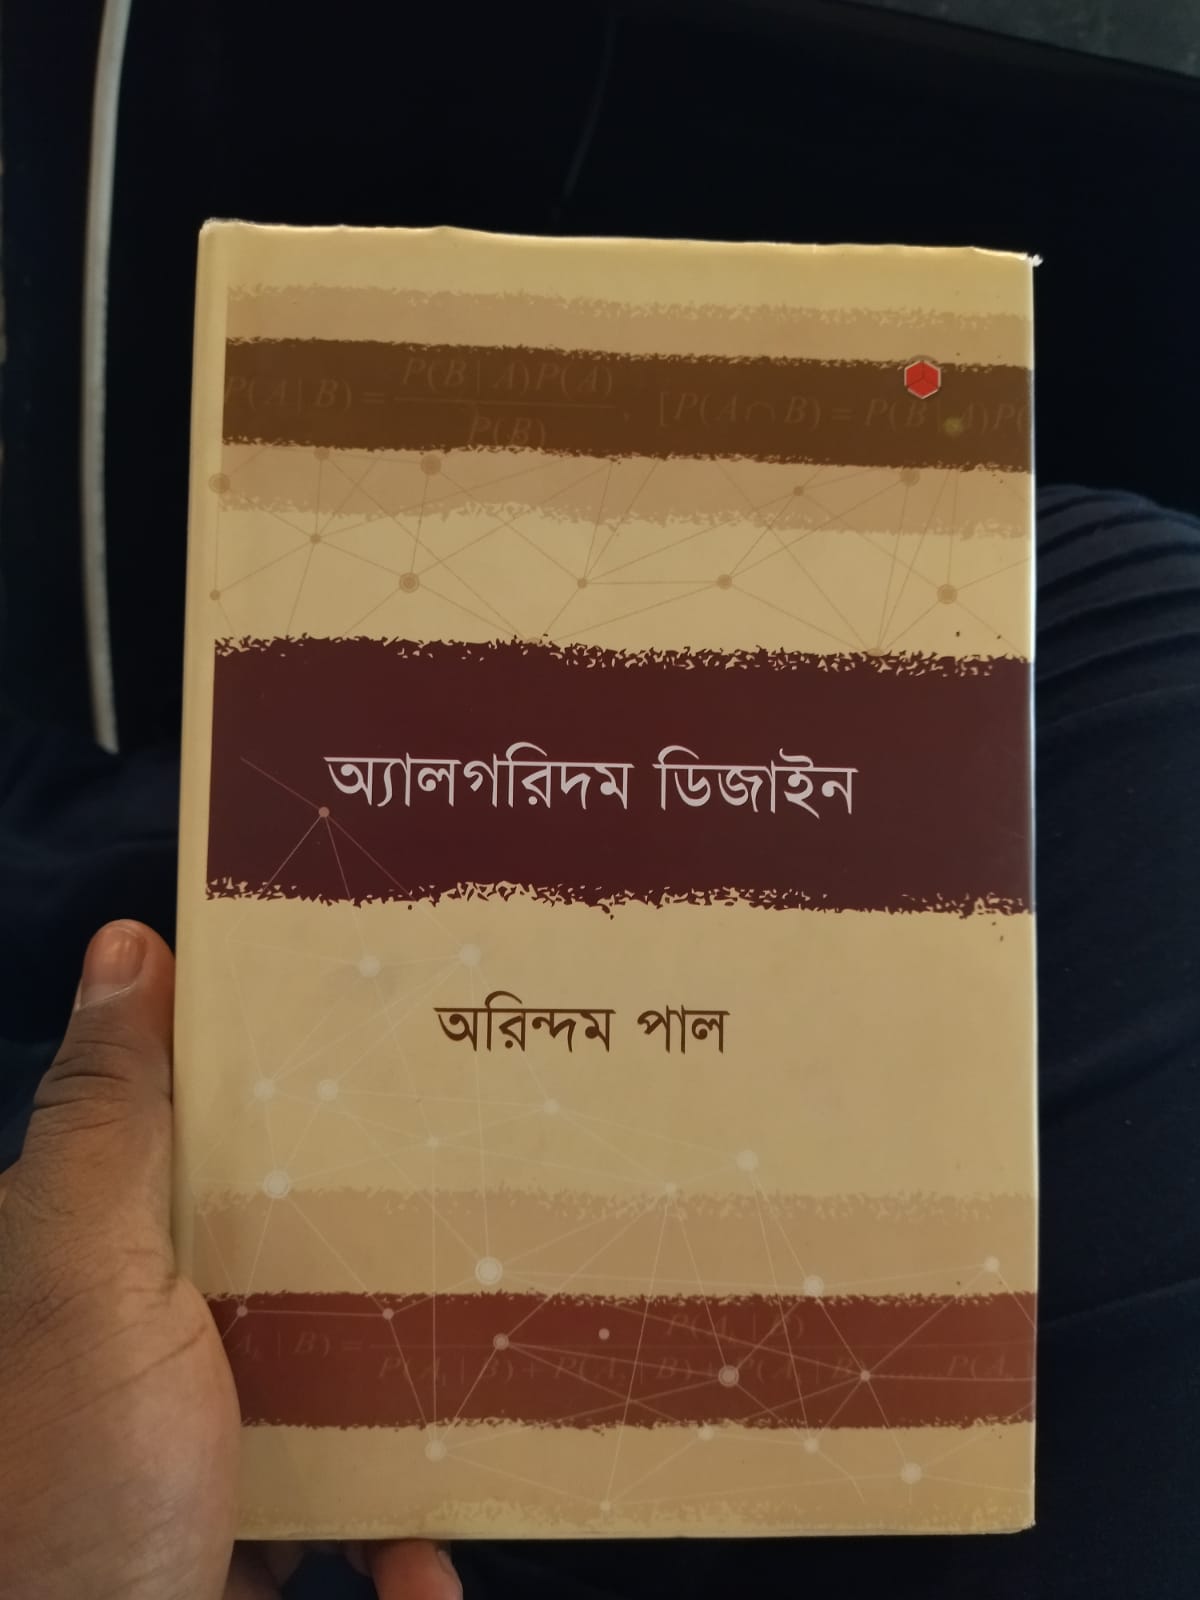 P(A|B) = P(B|A)P(A) / P(B), [P(A∩B) = P(B|A)P(
অ্যালগরিদম ডিজাইন
অরিন্দম পাল